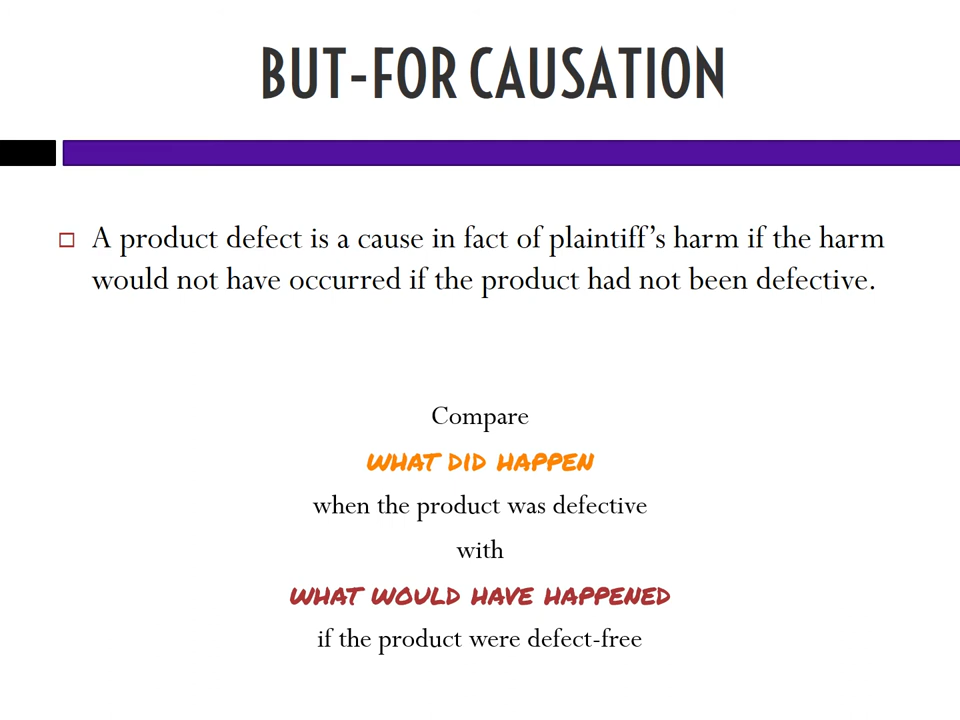 BUT-FOR CAUSATION
A product defect is a cause in fact of plaintiff’s harm if the harm
would not have occurred if the product had not been defective.
Compare
WHAT DID HAPPEN
when the product was defective
with
WHAT WOULD HAVE HAPPENED
if the product were defect-free